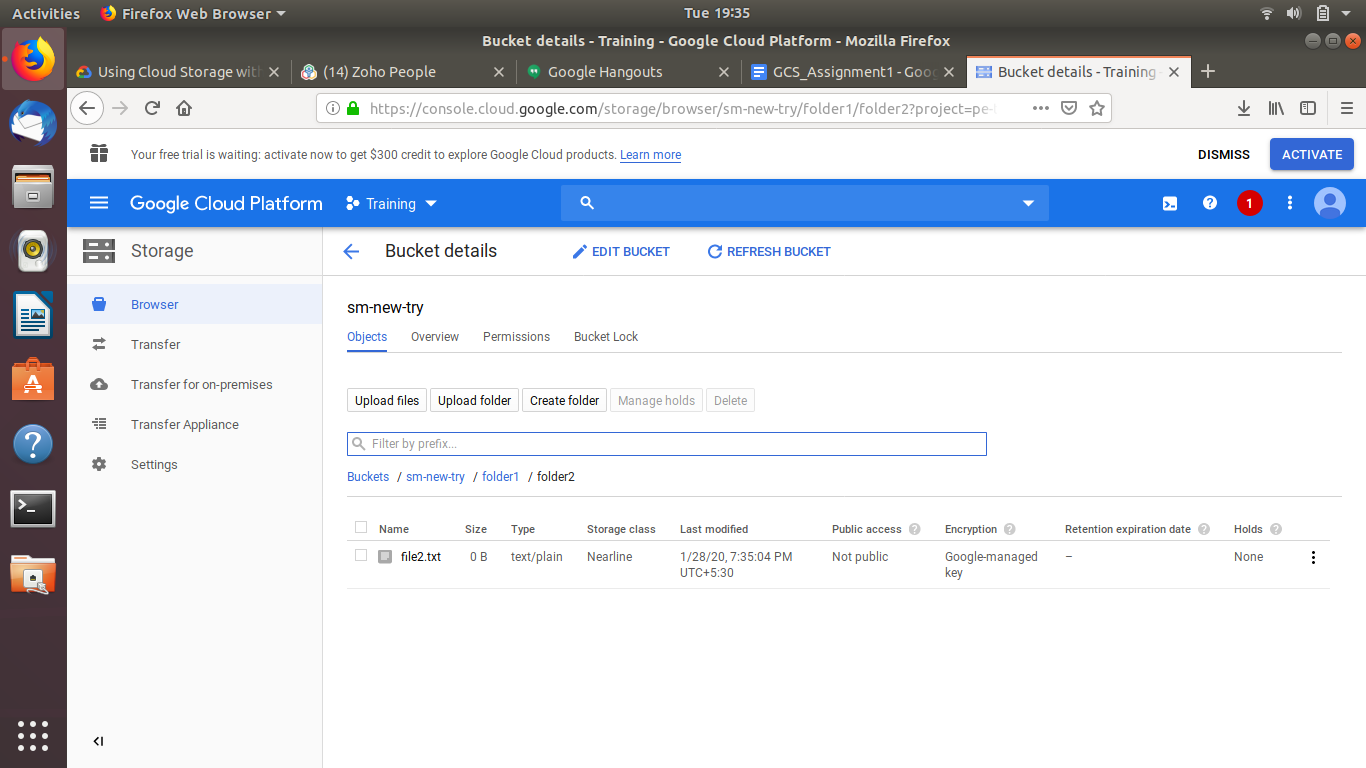 Activities Firefox Web Browser Tue 19:35
Bucket details - Training - Google Cloud Platform - Mozilla Firefox
Using Cloud Storage with (14) Zoho People Google Hangouts GCS_Assignment1 - Goog Bucket details - Training -
https://console.cloud.google.com/storage/browser/sm-new-try/folder1/folder2?project=pe-t
Your free trial is waiting: activate now to get $300 credit to explore Google Cloud products. Learn more DISMISS ACTIVATE
Google Cloud Platform Training 1
Storage Bucket details EDIT BUCKET REFRESH BUCKET
Browser
Transfer
Transfer for on-premises
Transfer Appliance
Settings
sm-new-try
Objects Overview Permissions Bucket Lock
Upload files Upload folder Create folder Manage holds Delete
Filter by prefix...
Buckets / sm-new-try / folder1 / folder2
Name Size Type Storage class Last modified Public access Encryption Retention expiration date Holds
file2.txt 0 B text/plain Nearline 1/28/20, 7:35:04 PM Not public Google-managed – None
UTC+5:30 key